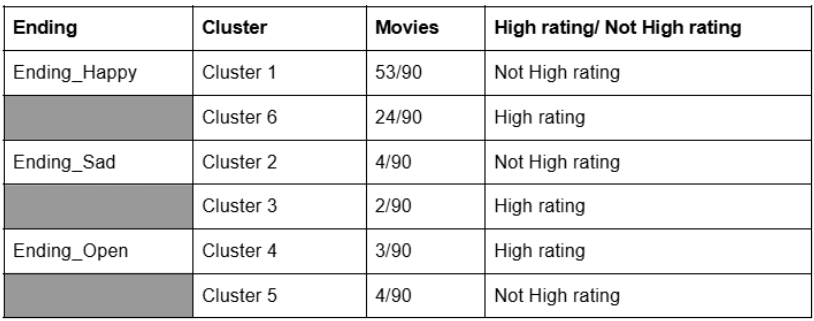 Ending Cluster Movies High rating/ Not High rating
Ending_Happy Cluster 1 53/90 Not High rating
Cluster 6 24/90 High rating
Ending_Sad Cluster 2 4/90 Not High rating
Cluster 3 2/90 High rating
Ending_Open Cluster 4 3/90 High rating
Cluster 5 4/90 Not High rating